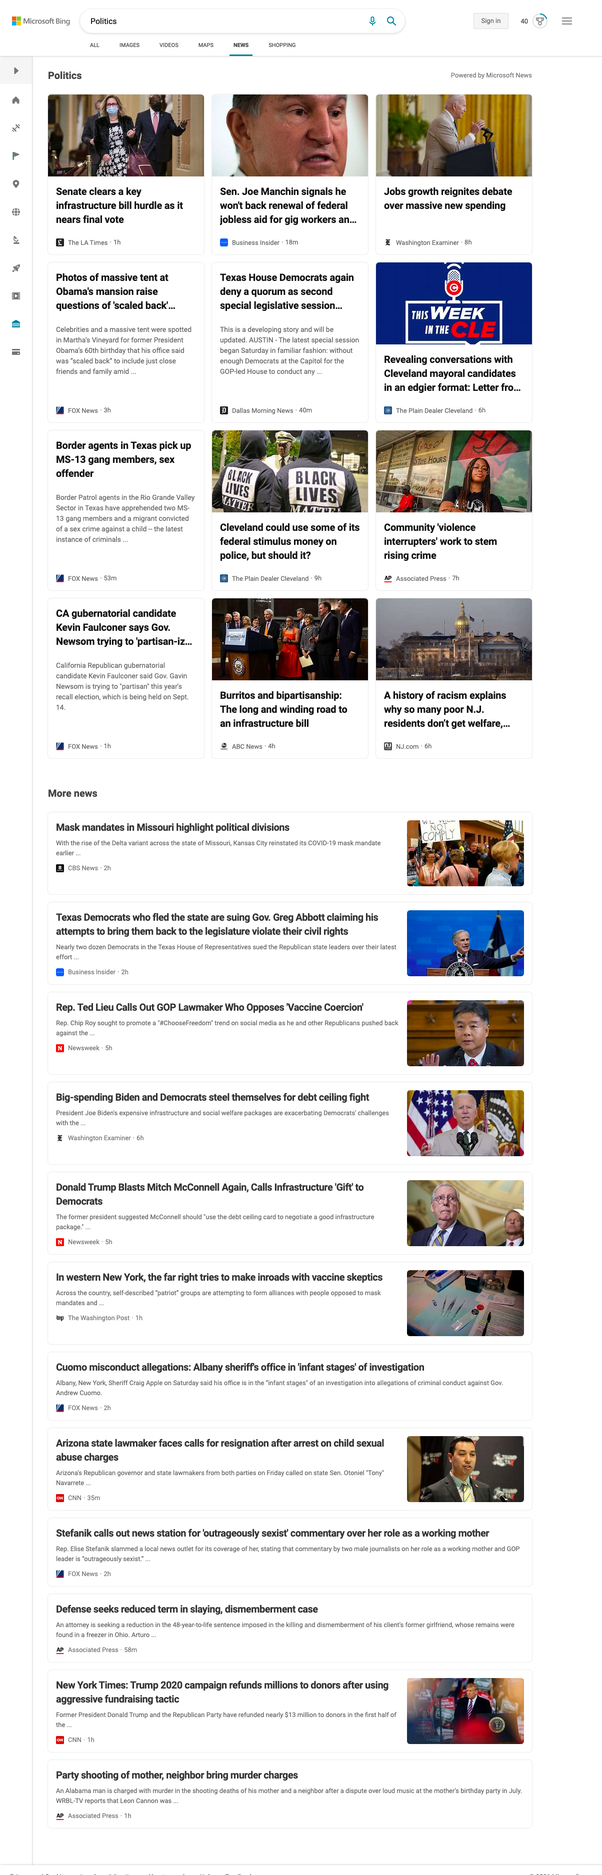 Microsoft Bing
Politics
Sign in
40
ALL
IMAGES
VIDEOS
MAPS
NEWS
SHOPPING
Politics
Powered by Microsoft News
Senate clears a key
infrastructure bill hurdle as it
nears final vote
The LA Times · 1h
Sen. Joe Manchin signals he
won't back renewal of federal
jobless aid for gig workers an...
Business Insider · 18m
Jobs growth reignites debate
over massive new spending
Washington Examiner · 8h
Photos of massive tent at
Obama's mansion raise
questions of 'scaled back'...
Celebrities and a massive tent were spotted
in Martha's Vineyard for former President
Obama's 60th birthday that his office said
was "scaled back" to include just close
friends and family amid ...
FOX News · 3h
Texas House Democrats again
deny a quorum as second
special legislative session...
This is a developing story and will be
updated. AUSTIN - The latest special session
began Saturday in familiar fashion: without
enough Democrats at the Capitol for the
GOP-led House to conduct any ...
Dallas Morning News · 40m
THIS WEEK
IN THE CLE
Revealing conversations with
Cleveland mayoral candidates
in an edgier format: Letter fro...
The Plain Dealer Cleveland · 6h
Border agents in Texas pick up
MS-13 gang members, sex
offender
Border Patrol agents in the Rio Grande Valley
Sector in Texas have apprehended two MS-
13 gang members and a migrant convicted
of a sex crime against a child – the latest
instance of criminals ...
FOX News · 53m
BLACK
LIVES
MATTER
BLACK
LIVES
MATTER
Cleveland could use some of its
federal stimulus money on
police, but should it?
The Plain Dealer Cleveland · 9h
Store Hours
Community 'violence
interrupters' work to stem
rising crime
AP
Associated Press · 7h
CA gubernatorial candidate
Kevin Faulconer says Gov.
Newsom trying to 'partisan-iz...
California Republican gubernatorial
candidate Kevin Faulconer said Gov. Gavin
Newsom is trying to "partisan" this year's
recall election, which is being held on Sept.
14.
FOX News · 1h
Burritos and bipartisanship:
The long and winding road to
an infrastructure bill
ABC News · 4h
A history of racism explains
why so many poor N.J.
residents don't get welfare,...
NJ.com · 6h
More news
Mask mandates in Missouri highlight political divisions
With the rise of the Delta variant across the state of Missouri, Kansas City reinstated its COVID-19 mask mandate
earlier ...
CBS News · 2h
WE WILL
NOT
COMPLY
Texas Democrats who fled the state are suing Gov. Greg Abbott claiming his
attempts to bring them back to the legislature violate their civil rights
Nearly two dozen Democrats in the Texas House of Representatives sued the Republican state leaders over their latest
effort ...
Business Insider · 2h
Rep. Ted Lieu Calls Out GOP Lawmaker Who Opposes 'Vaccine Coercion'
Rep. Chip Roy sought to promote a "#ChooseFreedom" trend on social media as he and other Republicans pushed back
against the ...
N
Newsweek · 5h
Big-spending Biden and Democrats steel themselves for debt ceiling fight
President Joe Biden's expensive infrastructure and social welfare packages are exacerbating Democrats' challenges
with the ...
Washington Examiner · 6h
Donald Trump Blasts Mitch McConnell Again, Calls Infrastructure 'Gift' to
Democrats
The former president suggested McConnell should "use the debt ceiling card to negotiate a good infrastructure
package." ...
N
Newsweek · 5h
In western New York, the far right tries to make inroads with vaccine skeptics
Across the country, self-described "patriot" groups are attempting to form alliances with people opposed to mask
mandates and ...
wp
The Washington Post · 1h
Cuomo misconduct allegations: Albany sheriff's office in 'infant stages' of investigation
Albany, New York, Sheriff Craig Apple on Saturday said his office is in the "infant stages" of an investigation into allegations of criminal conduct against Gov.
Andrew Cuomo.
FOX News · 2h
Arizona state lawmaker faces calls for resignation after arrest on child sexual
abuse charges
Arizona's Republican governor and state lawmakers from both parties on Friday called on state Sen. Otoniel "Tony"
Navarrete ...
CNN
CNN · 35m
Stefanik calls out news station for 'outrageously sexist' commentary over her role as a working mother
Rep. Elise Stefanik slammed a local news outlet for its coverage of her, stating that commentary by two male journalists on her role as a working mother and GOP
leader is "outrageously sexist." ...
FOX News · 2h
Defense seeks reduced term in slaying, dismemberment case
An attorney is seeking a reduction in the 48-year-to-life sentence imposed in the killing and dismemberment of his client's former girlfriend, whose remains were
found in a freezer in Ohio. Arturo ...
AP
Associated Press · 58m
New York Times: Trump 2020 campaign refunds millions to donors after using
aggressive fundraising tactic
Former President Donald Trump and the Republican Party have refunded nearly $13 million to donors in the first half of
the ...
CNN
CNN · 1h
Party shooting of mother, neighbor bring murder charges
An Alabama man is charged with murder in the shooting deaths of his mother and a neighbor after a dispute over loud music at the mother's birthday party in July.
WRBL-TV reports that Leon Cannon was ...
AP
Associated Press · 1h